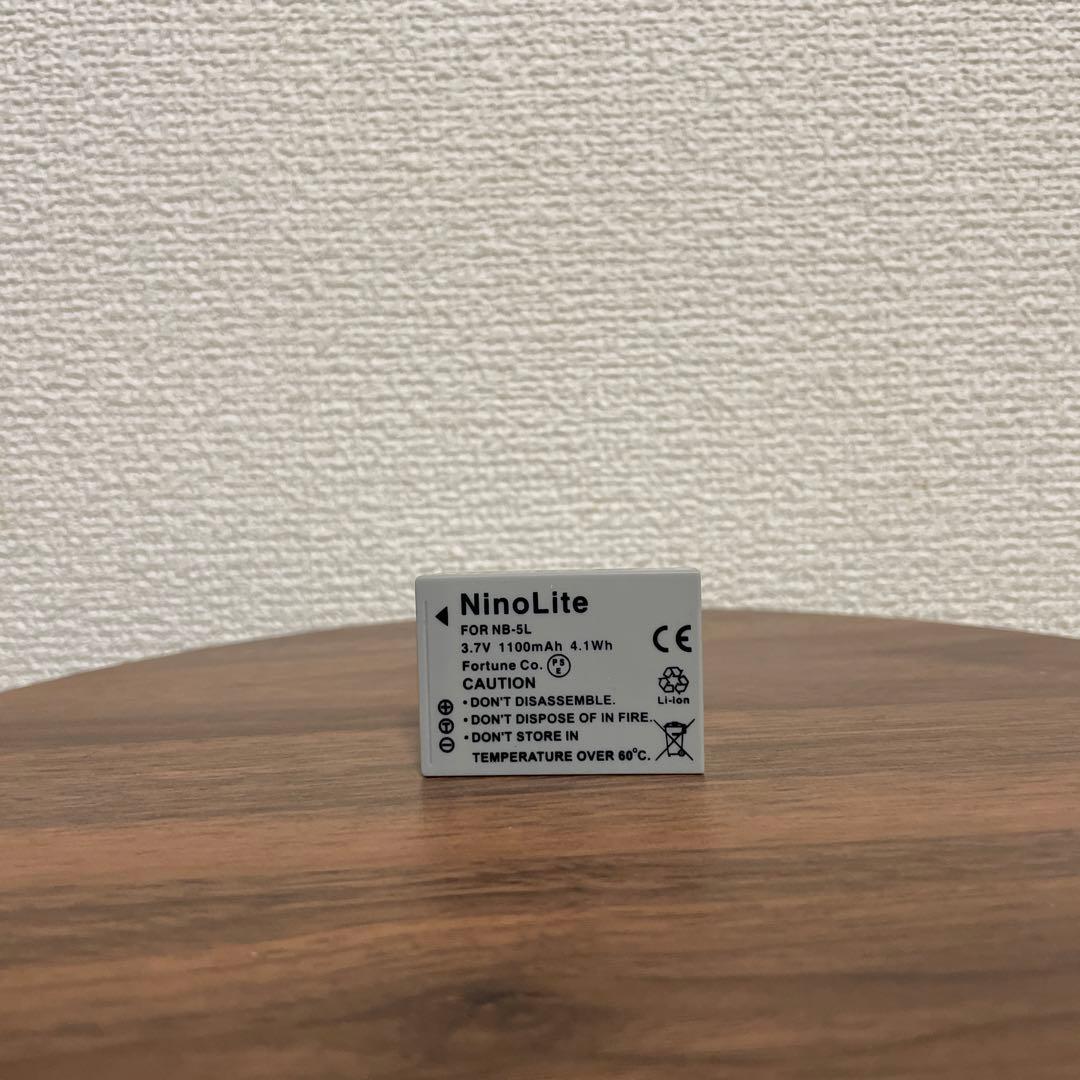 NinoLite
FOR NB-5L
3.7V 1100mAh 4.1Wh
Fortune Co. PSE
CAUTION
•DON'T DISASSEMBLE.
•DON'T DISPOSE OF IN FIRE.
•DON'T STORE IN
TEMPERATURE OVER 60°C.
CE
Li-ion
+
T
-